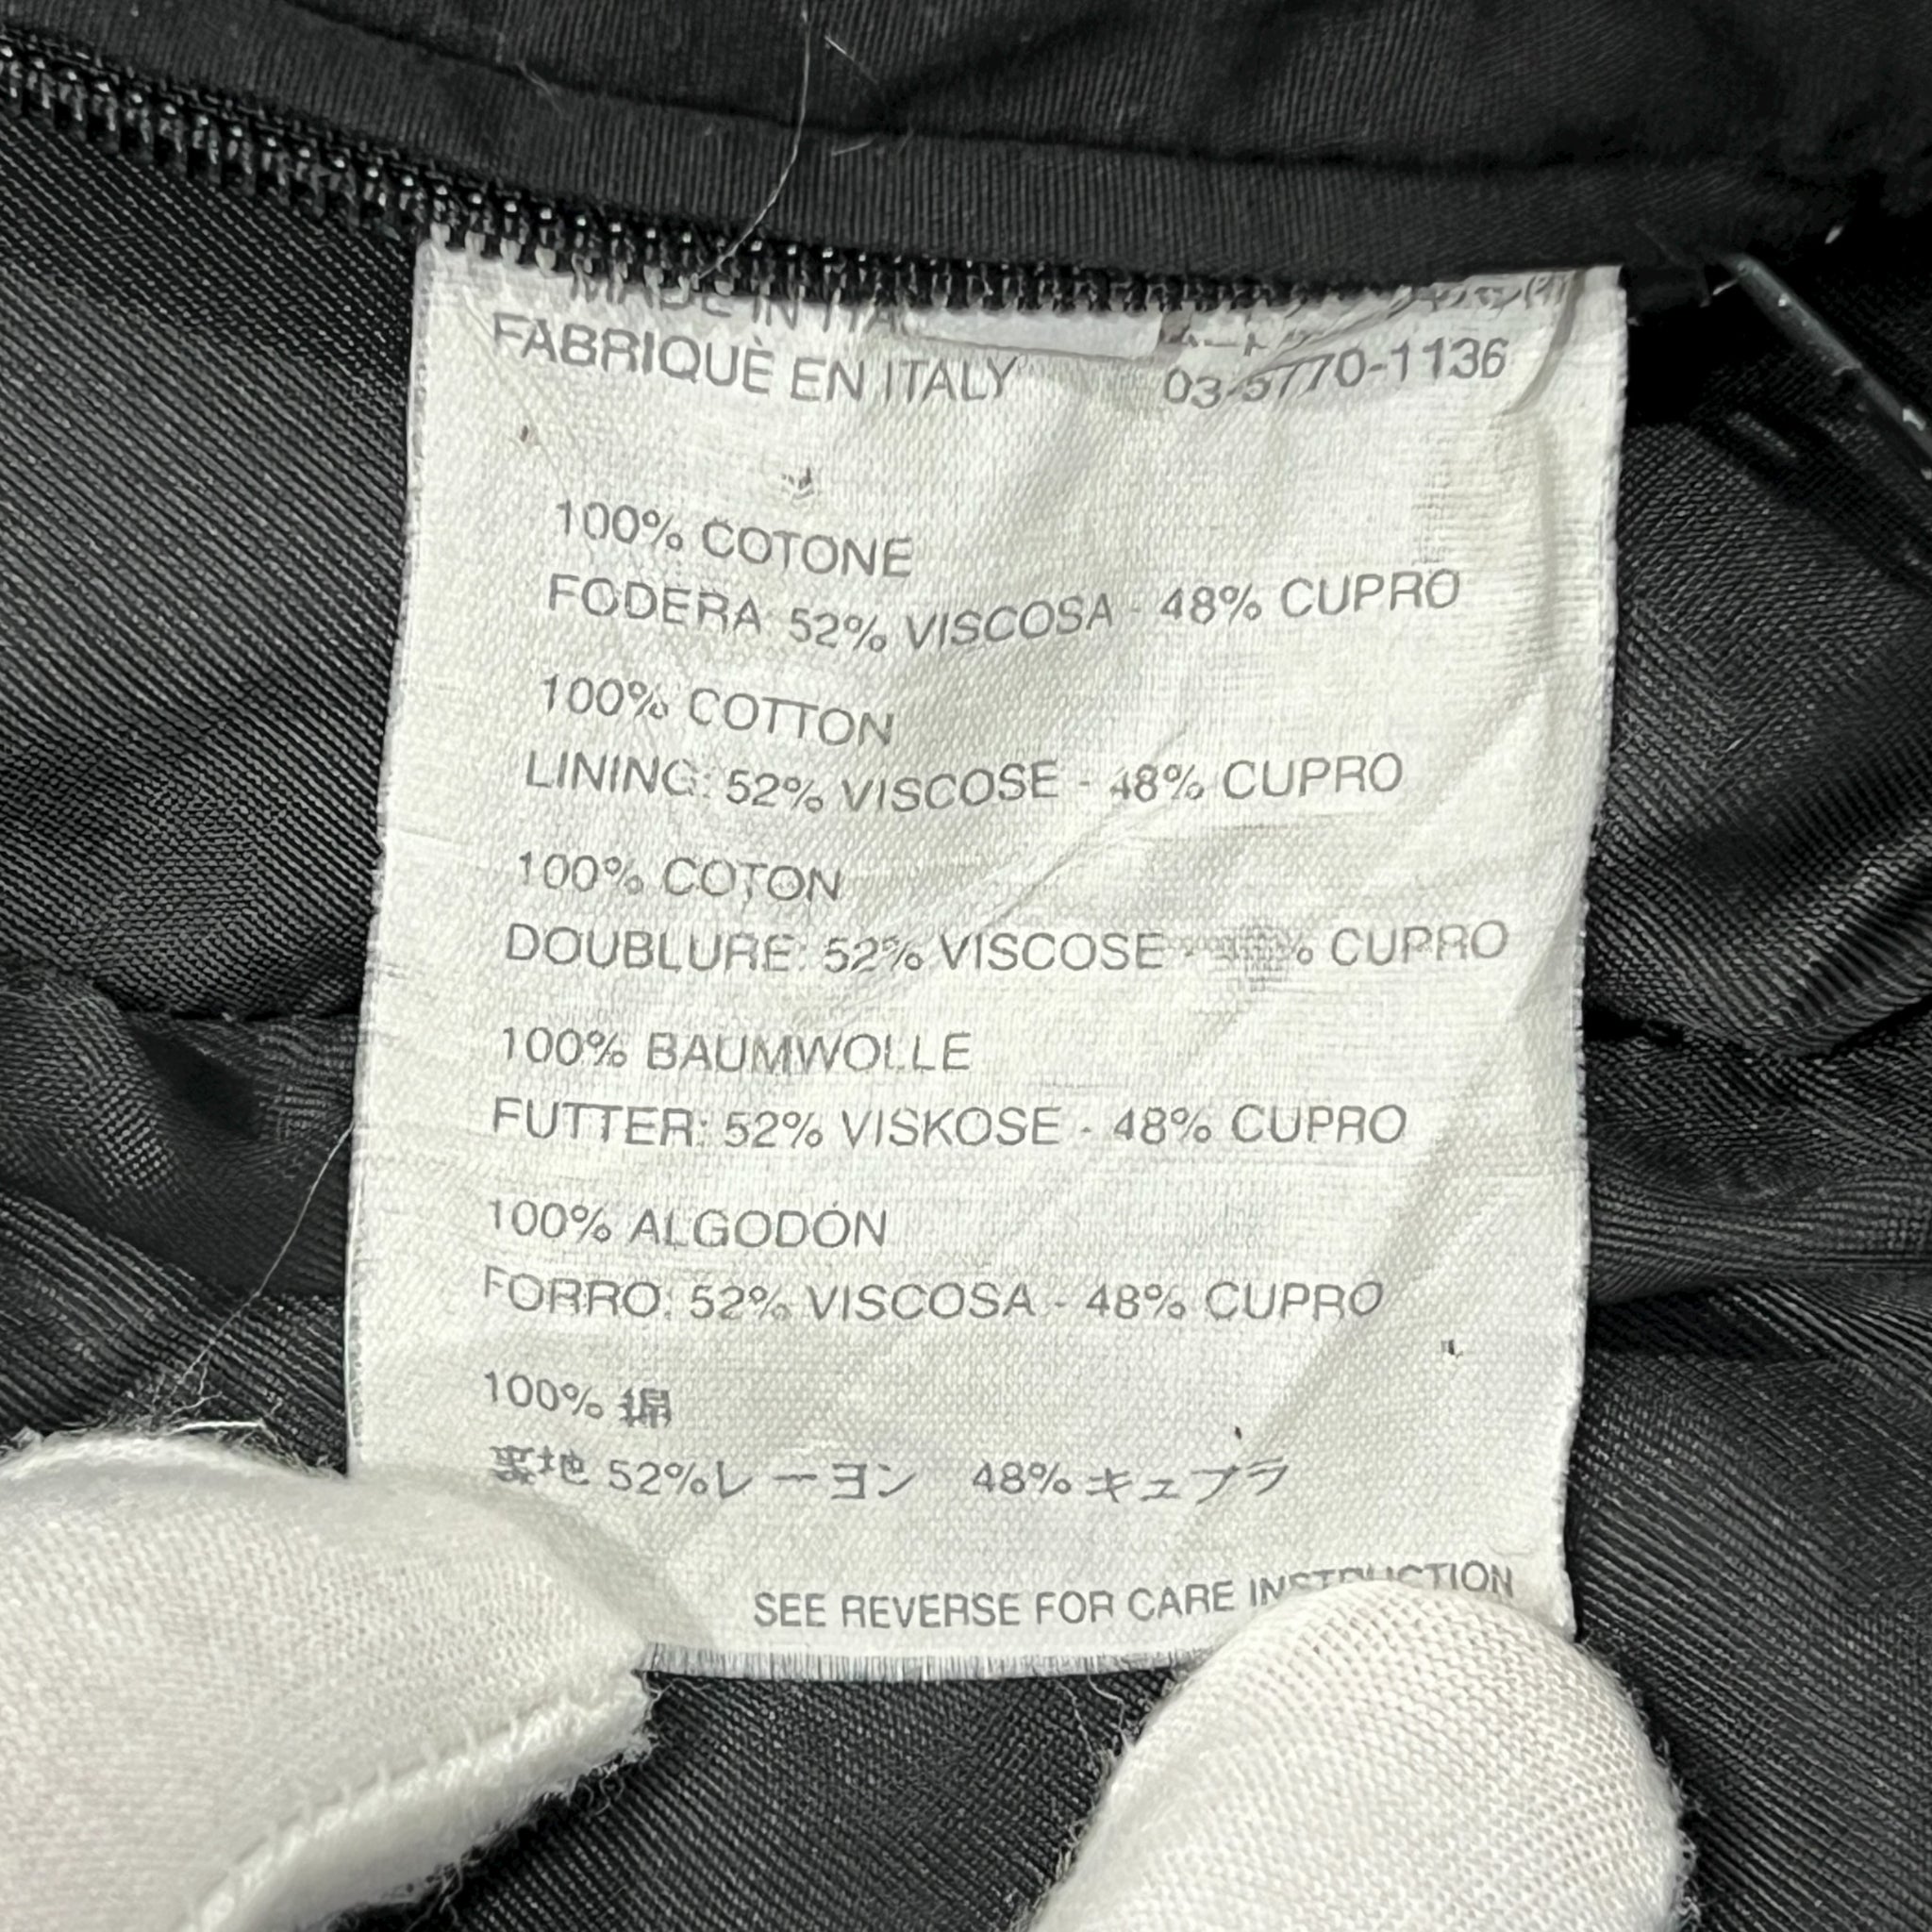 MADE IN ITA
FABRIQUÈ EN ITALY
03-5770-1136
100% COTONE
FODERA: 52% VISCOSA - 48% CUPRO
100% COTTON
LINING: 52% VISCOSE - 48% CUPRO
100% COTON
DOUBLURE: 52% VISCOSE - % CUPRO
100% BAUMWOLLE
FUTTER: 52% VISKOSE - 48% CUPRO
100% ALGODÓN
FORRO: 52% VISCOSA - 48% CUPRO
100% 綿
裏地 52%レーヨン 48%キュプラ
SEE REVERSE FOR CARE INSTRUCTION